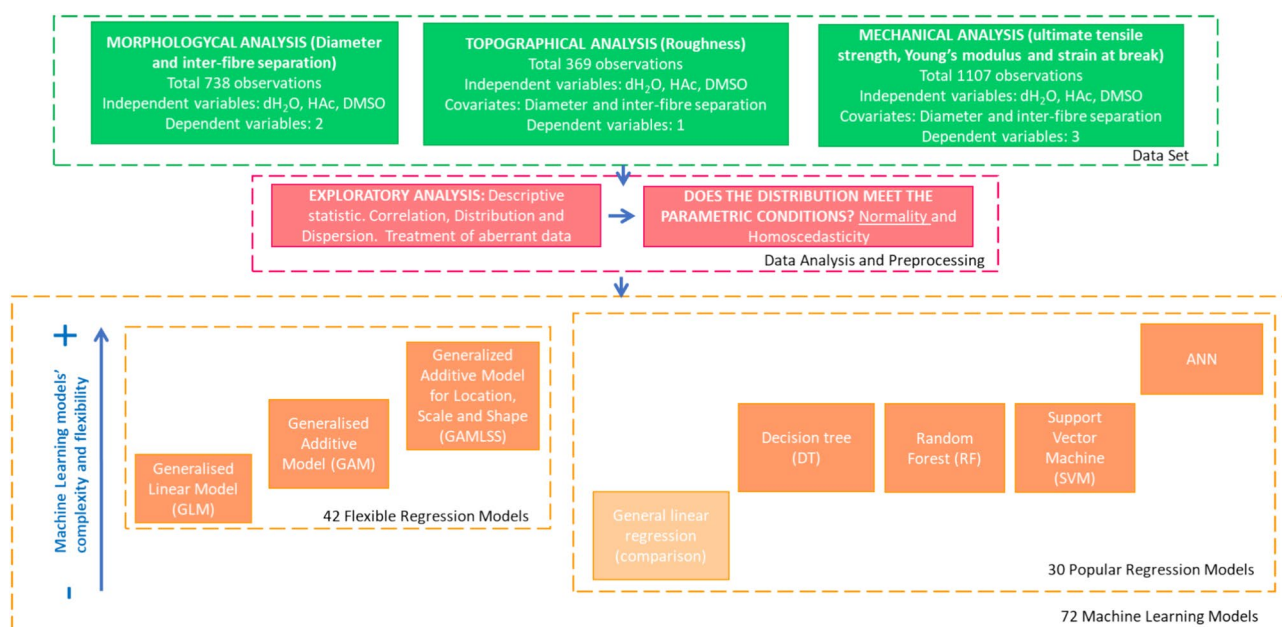 MORPHOLOGYCAL ANALYSIS (Diameter
and inter-fibre separation)
Total 738 observations
Independent variables: dH₂O, HAc, DMSO
Dependent variables: 2
TOPOGRAPHICAL ANALYSIS (Roughness)
Total 369 observations
Independent variables: dH₂O, HAc, DMSO
Covariates: Diameter and inter-fibre separation
Dependent variables: 1
MECHANICAL ANALYSIS (ultimate tensile
strength, Young's modulus and strain at break)
Total 1107 observations
Independent variables: dH₂O, HAc, DMSO
Covariates: Diameter and inter-fibre separation
Dependent variables: 3
Data Set
EXPLORATORY ANALYSIS: Descriptive
statistic. Correlation, Distribution and
Dispersion. Treatment of aberrant data
DOES THE DISTRIBUTION MEET THE
PARAMETRIC CONDITIONS? Normality and
Homoscedasticity
Data Analysis and Preprocessing
+
Machine Learning models'
complexity and flexibility
-
Generalised
Linear Model
(GLM)
Generalised
Additive
Model (GAM)
Generalized
Additive Model
for Location,
Scale and Shape
(GAMLSS)
42 Flexible Regression Models
General linear
regression
(comparison)
Decision tree
(DT)
Random
Forest (RF)
Support
Vector
Machine
(SVM)
ANN
30 Popular Regression Models
72 Machine Learning Models